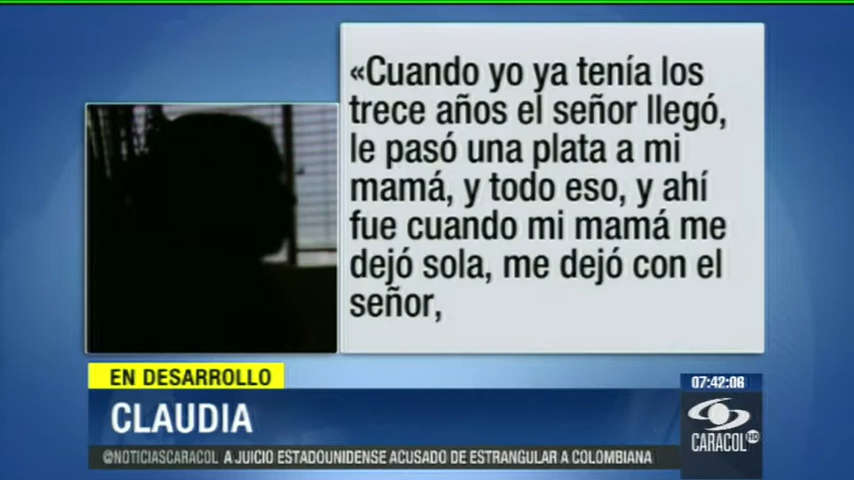 «Cuando yo ya tenía los
trece años el señor llegó,
le pasó una plata a mi
mamá, y todo eso, y ahí
fue cuando mi mamá me
dejó sola, me dejó con el
señor,
EN DESARROLLO
CLAUDIA
07:42:06
CARACOL HD
@NOTICIASCARACOL A JUICIO ESTADOUNIDENSE ACUSADO DE ESTRANGULAR A COLOMBIANA